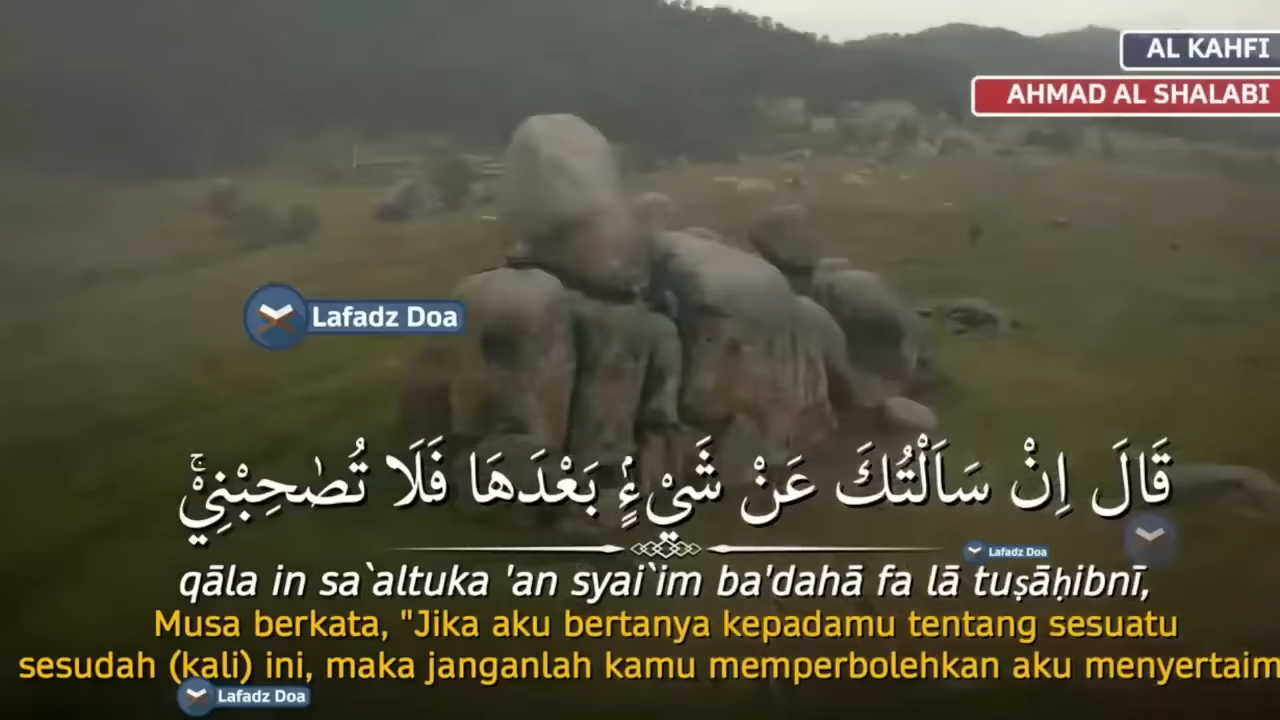 AL KAHFI
AHMAD AL SHALABI
Lafadz Doa
قَالَ اِنْ سَاَلْتُكَ عَنْ شَيْءٍۢ بَعْدَهَا فَلَا تُصٰحِبْنِيْۚ
Lafadz Doa
qāla in sa`altuka 'an syai`im ba'dahā fa lā tuṣāḥibnī,
Musa berkata, "Jika aku bertanya kepadamu tentang sesuatu
sesudah (kali) ini, maka janganlah kamu memperbolehkan aku menyertaim
Lafadz Doa